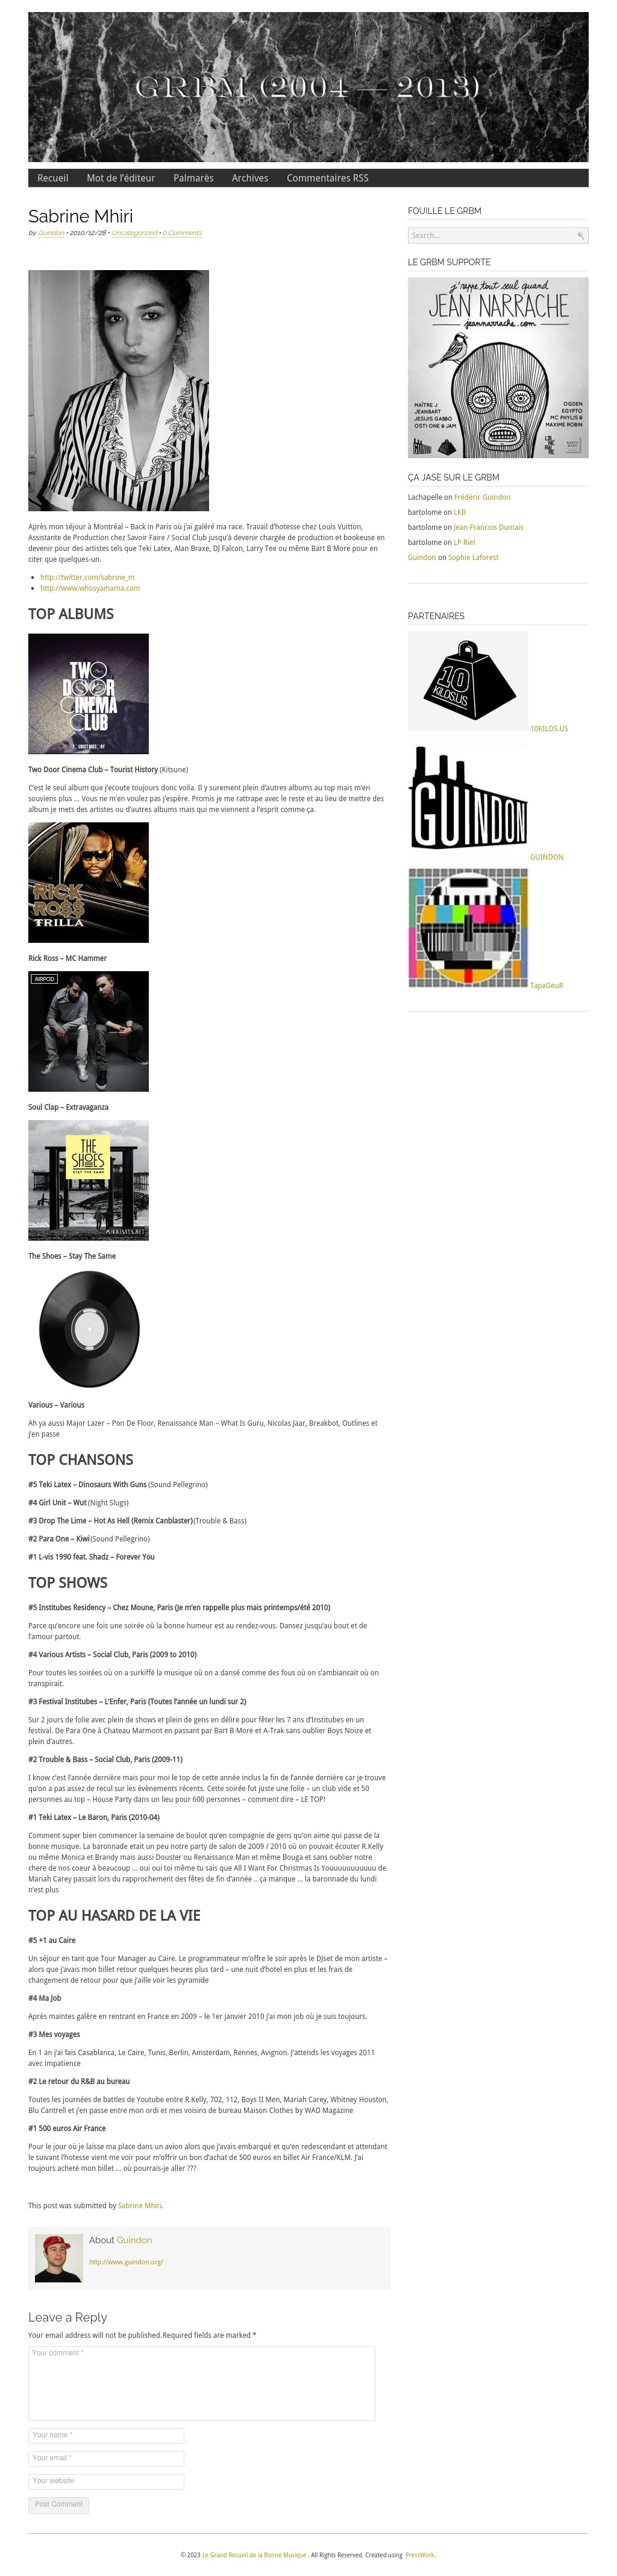 GRBM (2004 — 2013)
Recueil Mot de l'éditeur Palmarès Archives Commentaires RSS
Sabrine Mhiri
by Guindon • 2010/12/28 • Uncategorized • 0 Comments
Après mon séjour à Montréal – Back in Paris où j'ai galéré ma race. Travail d'hotesse chez Louis Vuitton,
Assistante de Production chez Savoir Faire / Social Club jusqu'à devenir chargée de production et bookeuse en
devenir pour des artistes tels que Teki Latex, Alan Braxe, DJ Falcon, Larry Tee ou même Bart B More pour en
citer que quelques-un.
http://twitter.com/sabrine_m
http://www.whosyamama.com
TOP ALBUMS
TWO
DOOR
CINEMA
CLUB
TOURIST HISTORY
Two Door Cinema Club – Tourist History (Kitsune)
C'est le seul album que j'ecoute toujours donc voila. Il y surement plein d'autres albums au top mais m'en
souviens plus … Vous ne m'en voulez pas j'espère. Promis je me rattrape avec le reste et au lieu de mettre des
album je mets des artistes ou d'autres albums mais qui me viennent a l'esprit comme ça.
RICK
RO$$
TRILLA
Rick Ross – MC Hammer
AIRPOD
Soul Clap – Extravaganza
THE
SHOES
STAY THE SAME
The Shoes – Stay The Same
Various – Various
Ah ya aussi Major Lazer – Pon De Floor, Renaissance Man – What Is Guru, Nicolas Jaar, Breakbot, Outlines et
j'en passe
TOP CHANSONS
#5 Teki Latex – Dinosaurs With Guns (Sound Pellegrino)
#4 Girl Unit – Wut (Night Slugs)
#3 Drop The Lime – Hot As Hell (Remix Canblaster)(Trouble & Bass)
#2 Para One – Kiwi(Sound Pellegrino)
#1 L-vis 1990 feat. Shadz – Forever You
TOP SHOWS
#5 Institubes Residency – Chez Moune, Paris (Je m'en rappelle plus mais printemps/été 2010)
Parce qu'encore une fois une soirée où la bonne humeur est au rendez-vous. Dansez jusqu'au bout et de
l'amour partout.
#4 Various Artists – Social Club, Paris (2009 to 2010)
Pour toutes les soirées où on a surkiffé la musique où on a dansé comme des fous où on s'ambiancait où on
transpirait.
#3 Festival Institubes – L'Enfer, Paris (Toutes l'année un lundi sur 2)
Sur 2 jours de folie avec plein de shows et plein de gens en délire pour fêter les 7 ans d'Institubes en un
festival. De Para One à Chateau Marmont en passant par Bart B More et A-Trak sans oublier Boys Noize et
plein d'autres.
#2 Trouble & Bass – Social Club, Paris (2009-11)
I know c'est l'année dernière mais pour moi le top de cette année inclus la fin de l'année dernière car je trouve
qu'on a pas assez de recul sur les évènements récents. Cette soirée fut juste une folie – un club vide et 50
personnes au top – House Party dans un lieu pour 600 personnes – comment dire – LE TOP!
#1 Teki Latex – Le Baron, Paris (2010-04)
Comment super bien commencer la semaine de boulot qu'en compagnie de gens qu'on aime qui passe de la
bonne musique. La baronnade etait un peu notre party de salon de 2009 / 2010 où on pouvait écouter R.Kelly
ou même Monica et Brandy mais aussi Douster ou Renaissance Man et même Bouga et sans oublier notre
chere de nos coeur à beaucoup … oui oui toi même tu sais que All I Want For Christmas Is Youuuuuuuuuuu de
Mariah Carey passait lors du rapprochement des fêtes de fin d'année .. ça manque … la baronnade du lundi
n'est plus
TOP AU HASARD DE LA VIE
#5 +1 au Caire
Un séjour en tant que Tour Manager au Caire. Le programmateur m'offre le soir après le DJset de mon artiste –
alors que j'avais mon billet retour quelques heures plus tard – une nuit d'hotel en plus et les frais de
changement de retour pour que j'aille voir les pyramide
#4 Ma Job
Après maintes galère en rentrant en France en 2009 – le 1er janvier 2010 j'ai mon job où je suis toujours.
#3 Mes voyages
En 1 an j'ai fais Casablanca, Le Caire, Tunis, Berlin, Amsterdam, Rennes, Avignon. J'attends les voyages 2011
avec impatience
#2 Le retour du R&B au bureau
Toutes les journées de battles de Youtube entre R.Kelly, 702, 112, Boys II Men, Mariah Carey, Whitney Houston,
Blu Cantrell et j'en passe entre mon ordi et mes voisins de bureau Maison Clothes by WAD Magazine
#1 500 euros Air France
Pour le jour où je laisse ma place dans un avion alors que j'avais embarqué et qu'en redescendant et attendant
le suivant l'hotesse vient me voir pour m'offrir un bon d'achat de 500 euros en billet Air France/KLM. J'ai
toujours acheté mon billet … où pourrais-je aller ???
This post was submitted by Sabrine Mhiri.
About Guindon
http://www.guindon.org/
Leave a Reply
Your email address will not be published.Required fields are marked *
Your comment *
Your name *
Your email *
Your website
Post Comment
FOUILLE LE GRBM
Search...
LE GRBM SUPPORTE
j'rappe tout seul quand
JEAN NARRACHE
jeannarrache.com
MAÎTRE J
JEANBART
JESUIS GABBO
OSTI ONE & JAM
OGDEN
EGYPTO
MC PHYLIS &
MAXIME ROBIN
ÇA JASE SUR LE GRBM
Lachapelle on Frédéric Guindon
bartolome on LKB
bartolome on Jean-Francois Dumais
bartolome on LP Riel
Guindon on Sophie Laforest
PARTENAIRES
10
KILOS.US
10KILOS.US
GUINDON
GUINDON
TapaGeuR
© 2023 Le Grand Recueil de la Bonne Musique. All Rights Reserved. Created using PressWork.